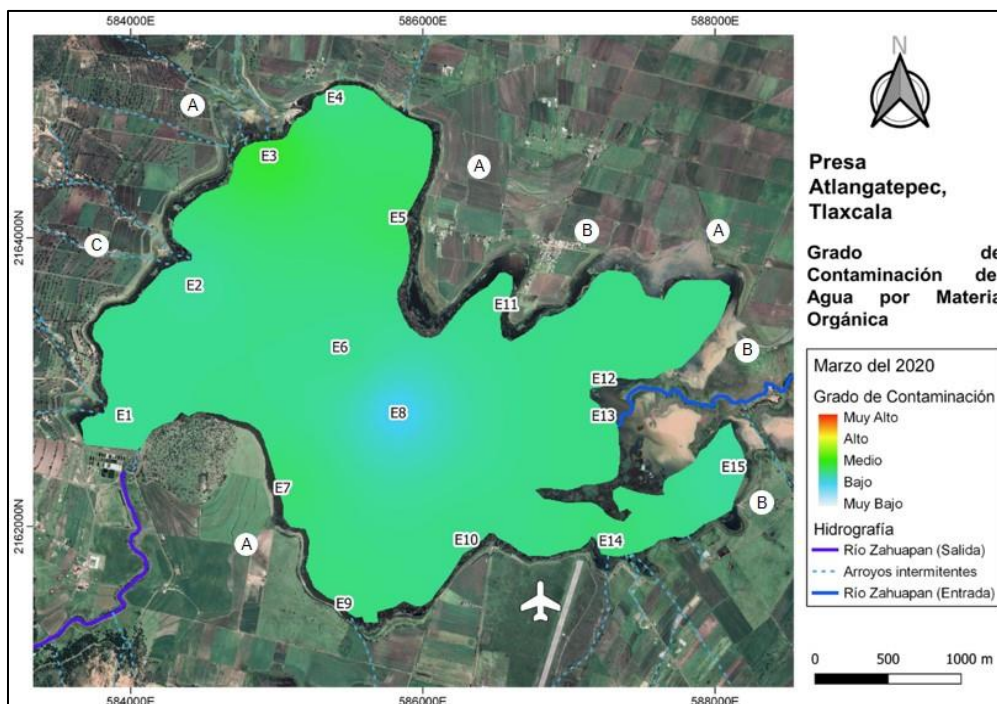 584000E
586000E
588000E
2164000N
2162000N
584000E
586000E
588000E
E4
A
E3
A
E5
B
A
C
E2
E11
E6
B
E12
E1
E8
E13
E15
E7
B
A
E10
E14
E9
N
Presa
Atlangatepec,
Tlaxcala
Grado de
Contaminación de
Agua por Materia
Orgánica
Marzo del 2020
Grado de Contaminación
Muy Alto
Alto
Medio
Bajo
Muy Bajo
Hidrografía
Río Zahuapan (Salida)
Arroyos intermitentes
Río Zahuapan (Entrada)
0 500 1000 m